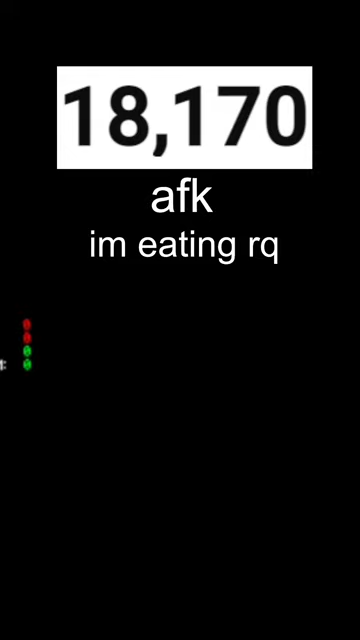 18,170
afk
im eating rq